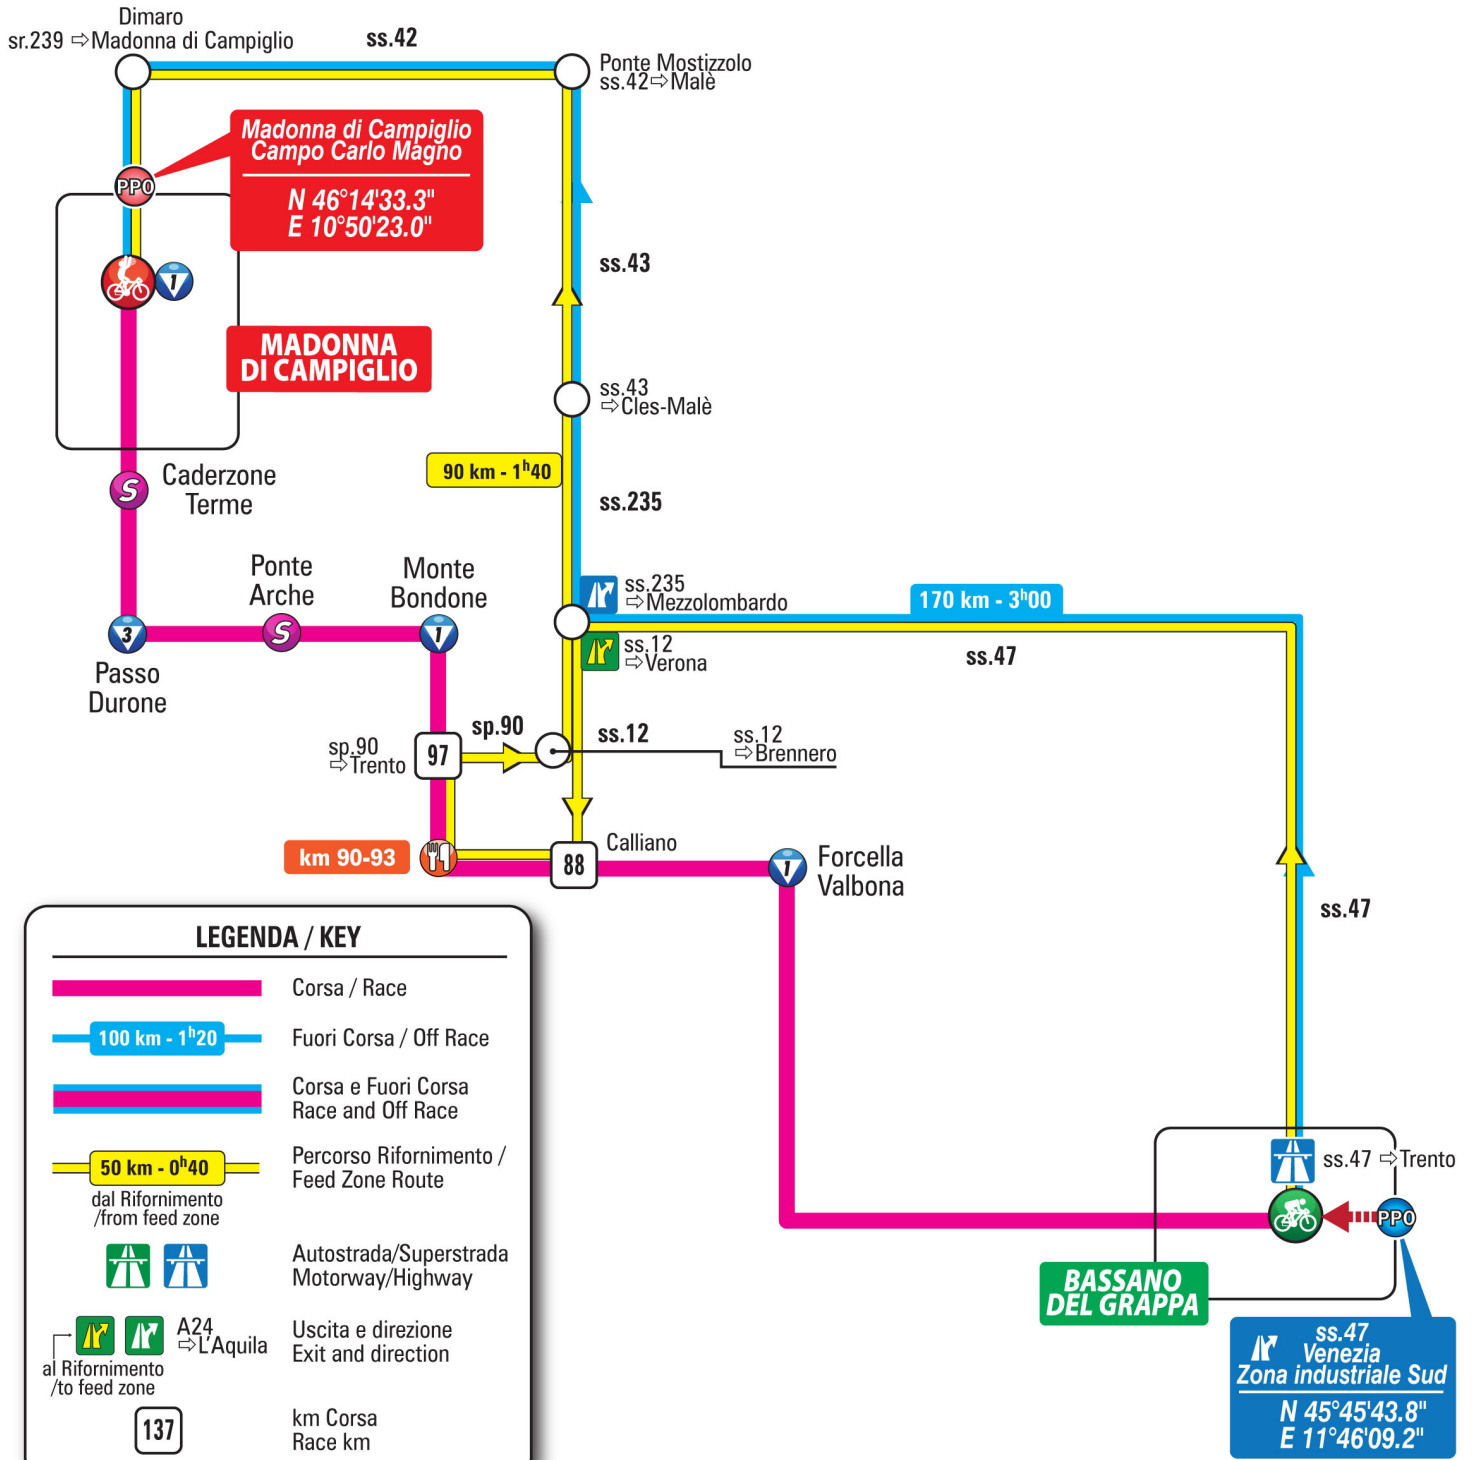 Dimaro
sr.239 ⇨Madonna di Campiglio
ss.42
Ponte Mostizzolo
ss.42⇨Malè
Madonna di Campiglio
Campo Carlo Magno
N 46°14'33.3"
E 10°50'23.0"
PPO
1
ss.43
MADONNA
DI CAMPIGLIO
ss.43
⇨Cles-Malè
90 km - 1h40
Caderzone
Terme
S
ss.235
Ponte
Arche
Monte
Bondone
ss.235
⇨Mezzolombardo
170 km - 3h00
3
S
1
ss.12
⇨Verona
ss.47
Passo
Durone
sp.90
⇨Trento
97
sp.90
ss.12
ss.12
⇨Brennero
km 90-93
88
Calliano
1
Forcella
Valbona
ss.47
LEGENDA / KEY
Corsa / Race
100 km - 1h20
Fuori Corsa / Off Race
Corsa e Fuori Corsa
Race and Off Race
50 km - 0h40
Percorso Rifornimento /
Feed Zone Route
dal Rifornimento
/from feed zone
Autostrada/Superstrada
Motorway/Highway
A24
⇨L'Aquila
Uscita e direzione
Exit and direction
al Rifornimento
/to feed zone
137
km Corsa
Race km
ss.47 ⇨Trento
PPO
BASSANO
DEL GRAPPA
ss.47
Venezia
Zona industriale Sud
N 45°45'43.8"
E 11°46'09.2"